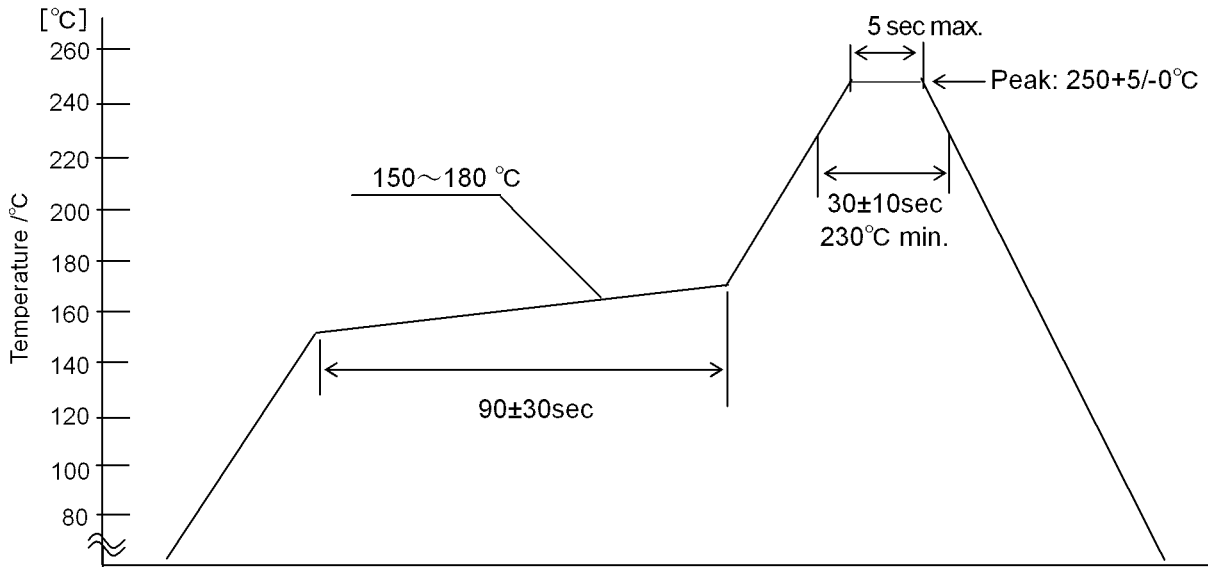 [℃]
260
240
220
200
180
160
140
120
100
80
Temperature /℃
150～180 ℃
90±30sec
5 sec max.
Peak: 250+5/-0℃
30±10sec
230℃ min.